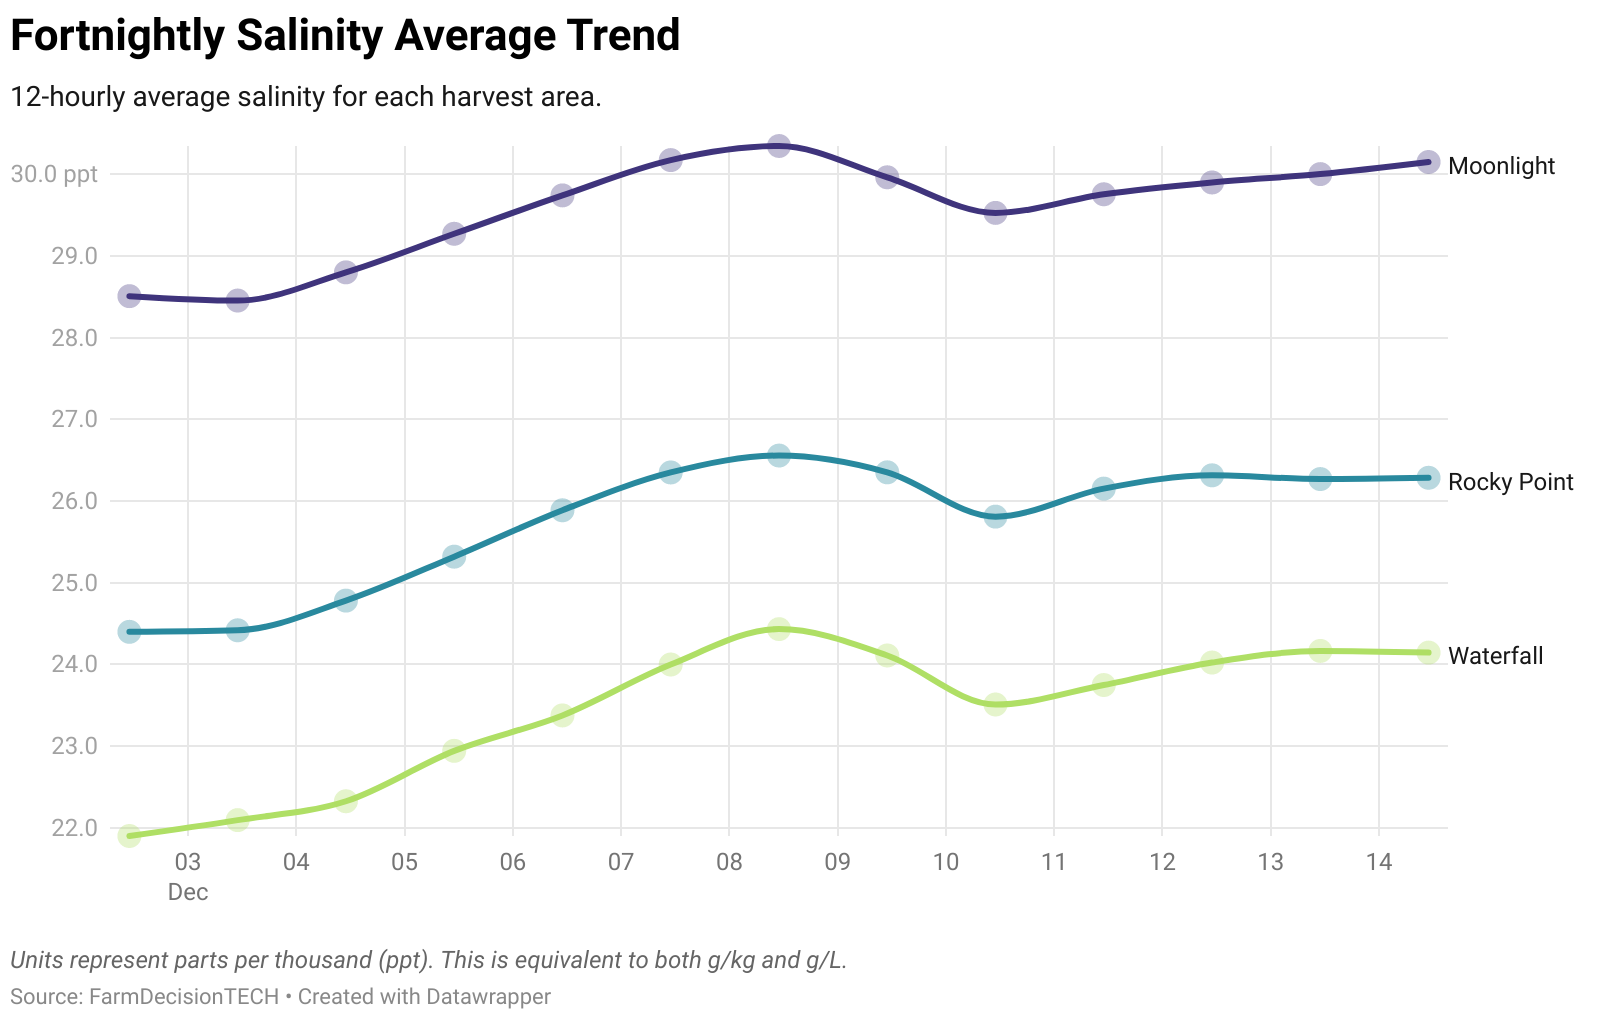 Fortnightly Salinity Average Trend
12-hourly average salinity for each harvest area.
30.0 ppt
29.0
28.0
27.0
26.0
25.0
24.0
23.0
22.0
Moonlight
Rocky Point
Waterfall
03 04 05 06 07 08 09 10 11 12 13 14
Dec
Units represent parts per thousand (ppt). This is equivalent to both g/kg and g/L.
Source: FarmDecisionTECH • Created with Datawrapper